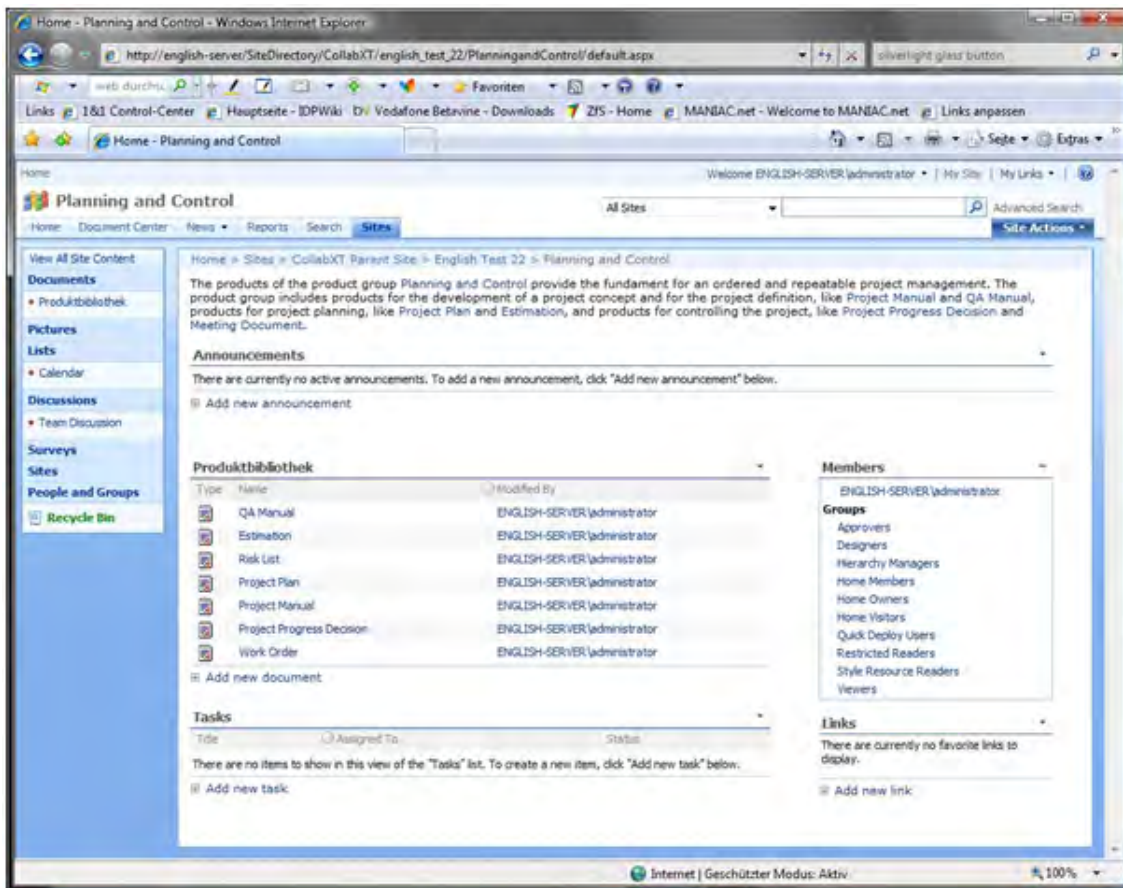 Home - Planning and Control - Windows Internet Explorer
http://english-server/SiteDirectory/CollabXT/english_test_22/PlanningandControl/default.aspx
silverlight glass button
web durchsu
Favoriten
Links 1&1 Control-Center Hauptseite - IDPWiki Vodafone Betavine - Downloads ZfS - Home MANIAC.net - Welcome to MANIAC.net Links anpassen
Home - Planning and Control
Seite Extras
Home
Welcome ENGLISH-SERVER\administrator | My Site | My Links |
Planning and Control
All Sites
Advanced Search
Home Document Center News Reports Search Sites
Site Actions
View All Site Content
Documents
Produktbibliothek
Pictures
Lists
Calendar
Discussions
Team Discussion
Surveys
Sites
People and Groups
Recycle Bin
Home > Sites > CollabXT Parent Site > English Test 22 > Planning and Control
The products of the product group Planning and Control provide the fundament for an ordered and repeatable project management. The
product group includes products for the development of a project concept and for the project definition, like Project Manual and QA Manual,
products for project planning, like Project Plan and Estimation, and products for controlling the project, like Project Progress Decision and
Meeting Document.
Announcements
There are currently no active announcements. To add a new announcement, click "Add new announcement" below.
Add new announcement
Produktbibliothek
Type Name Modified By
QA Manual ENGLISH-SERVER\administrator
Estimation ENGLISH-SERVER\administrator
Risk List ENGLISH-SERVER\administrator
Project Plan ENGLISH-SERVER\administrator
Project Manual ENGLISH-SERVER\administrator
Project Progress Decision ENGLISH-SERVER\administrator
Work Order ENGLISH-SERVER\administrator
Add new document
Tasks
Title Assigned To Status
There are no items to show in this view of the "Tasks" list. To create a new item, click "Add new task" below.
Add new task
Members
ENGLISH-SERVER\administrator
Groups
Approvers
Designers
Hierarchy Managers
Home Members
Home Owners
Home Visitors
Quick Deploy Users
Restricted Readers
Style Resource Readers
Viewers
Links
There are currently no favorite links to
display.
Add new link
Internet | Geschützter Modus: Aktiv
100%